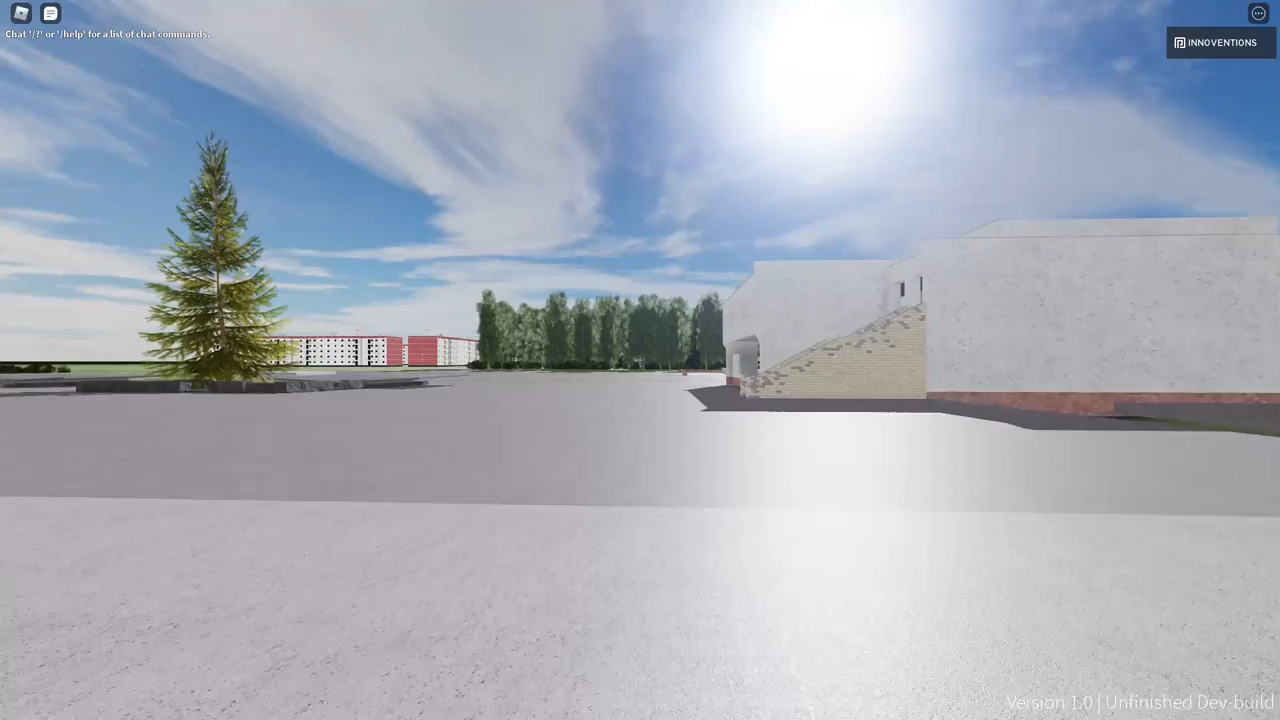 Chat '/?' or '/help' for a list of chat commands.
INNOVENTIONS
Version 1.0 | Unfinished Dev-build